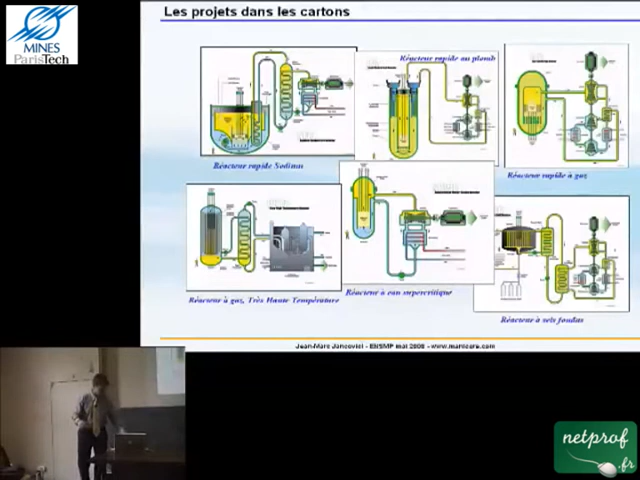 Les projets dans les cartons
MINES
ParisTech
Réacteur rapide au plomb
Réacteur rapide Sodium
Réacteur rapide à gaz
Réacteur à gaz, Très Haute Température
Réacteur à eau supercritique
Réacteur à sels fondus
Jean-Marc Jancovici - ENSMP mai 2008 - www.manicore.com
netprof
.fr